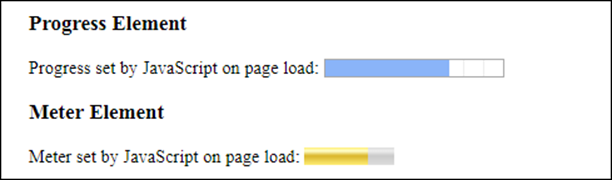 Progress Element
Progress set by JavaScript on page load:
Meter Element
Meter set by JavaScript on page load: